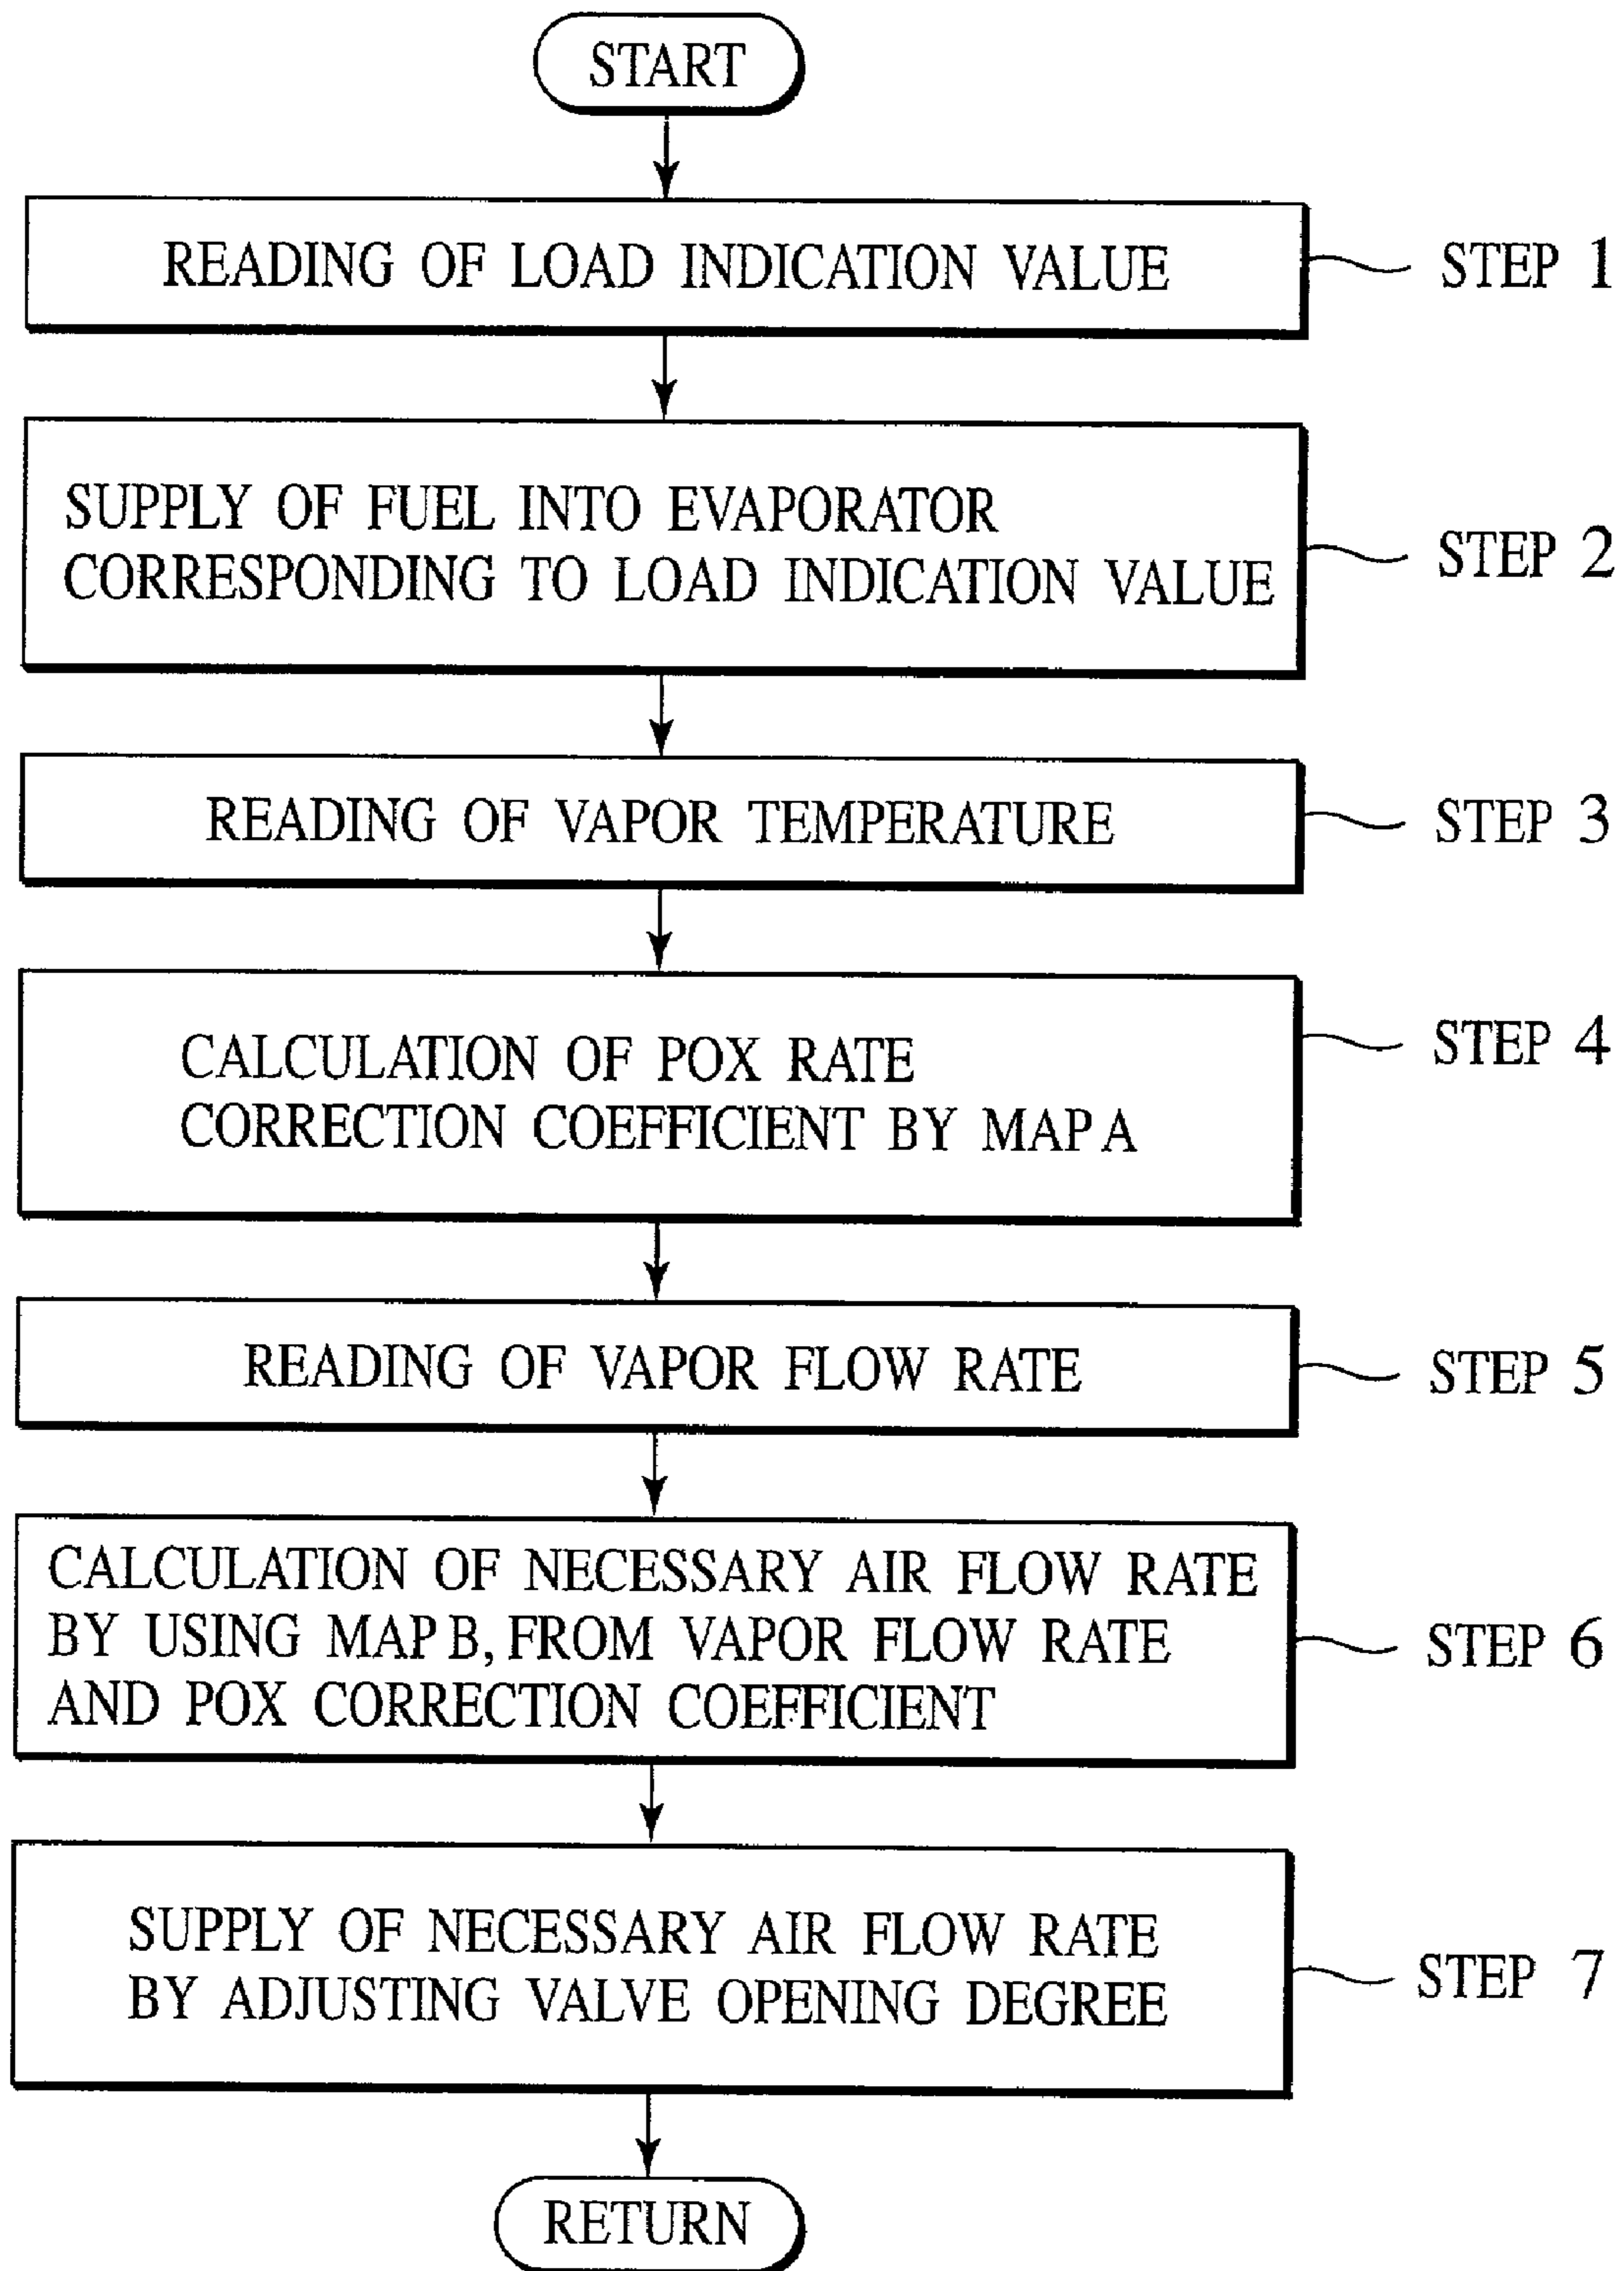 START
READING OF LOAD INDICATION VALUE
STEP 1
SUPPLY OF FUEL INTO EVAPORATOR
CORRESPONDING TO LOAD INDICATION VALUE
STEP 2
READING OF VAPOR TEMPERATURE
STEP 3
CALCULATION OF POX RATE
CORRECTION COEFFICIENT BY MAP A
STEP 4
READING OF VAPOR FLOW RATE
STEP 5
CALCULATION OF NECESSARY AIR FLOW RATE
BY USING MAP B, FROM VAPOR FLOW RATE
AND POX CORRECTION COEFFICIENT
STEP 6
SUPPLY OF NECESSARY AIR FLOW RATE
BY ADJUSTING VALVE OPENING DEGREE
STEP 7
RETURN